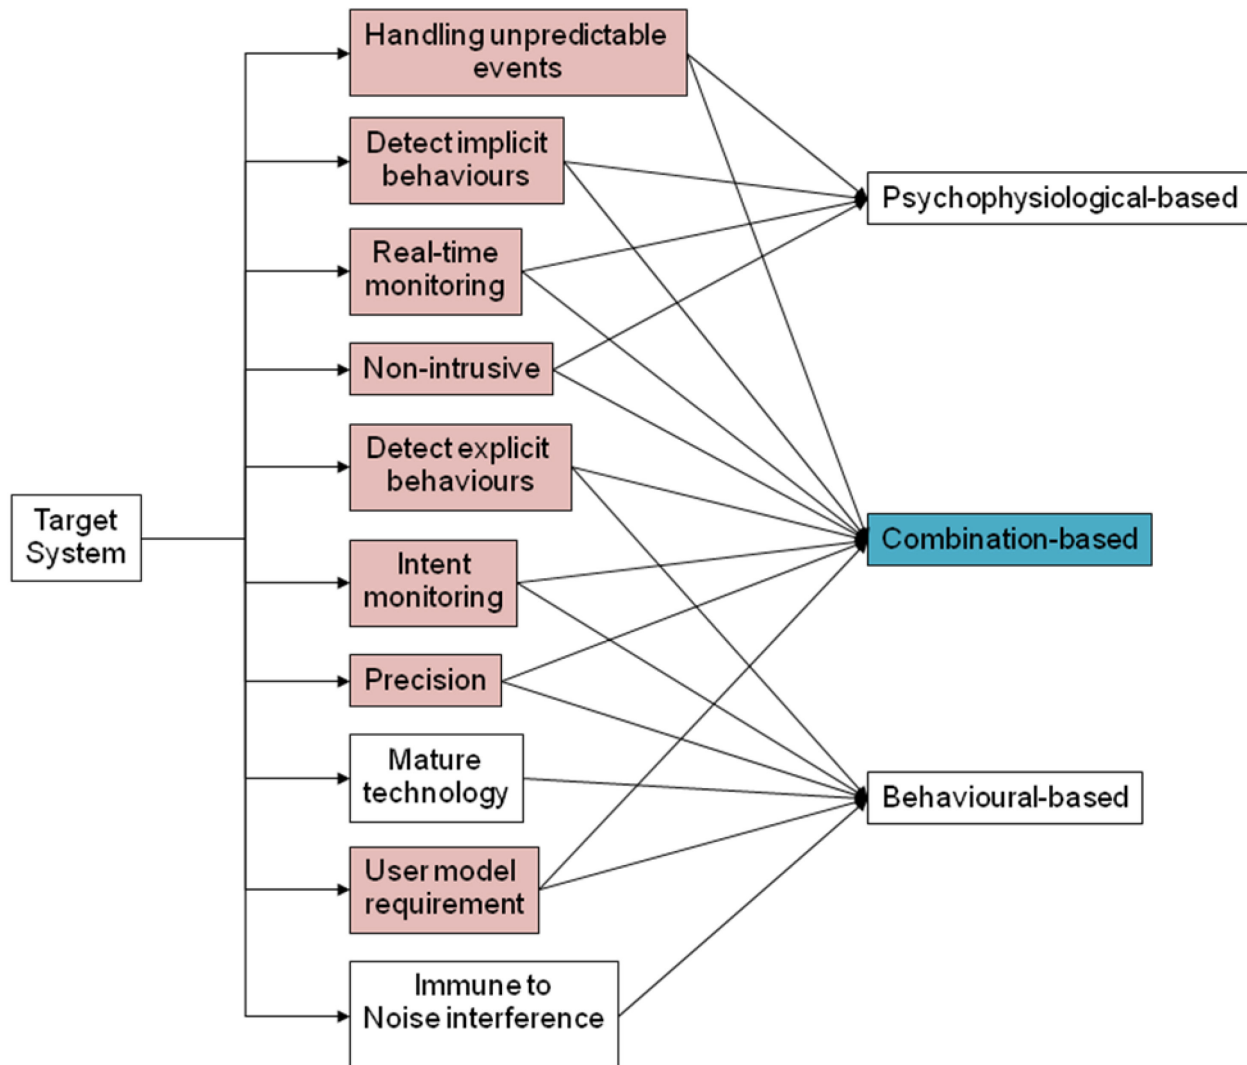 Handling unpredictable
events
Detect implicit
behaviours
Psychophysiological-based
Real-time
monitoring
Non-intrusive
Detect explicit
behaviours
Target
System
Combination-based
Intent
monitoring
Precision
Mature
technology
Behavioural-based
User model
requirement
Immune to
Noise interference